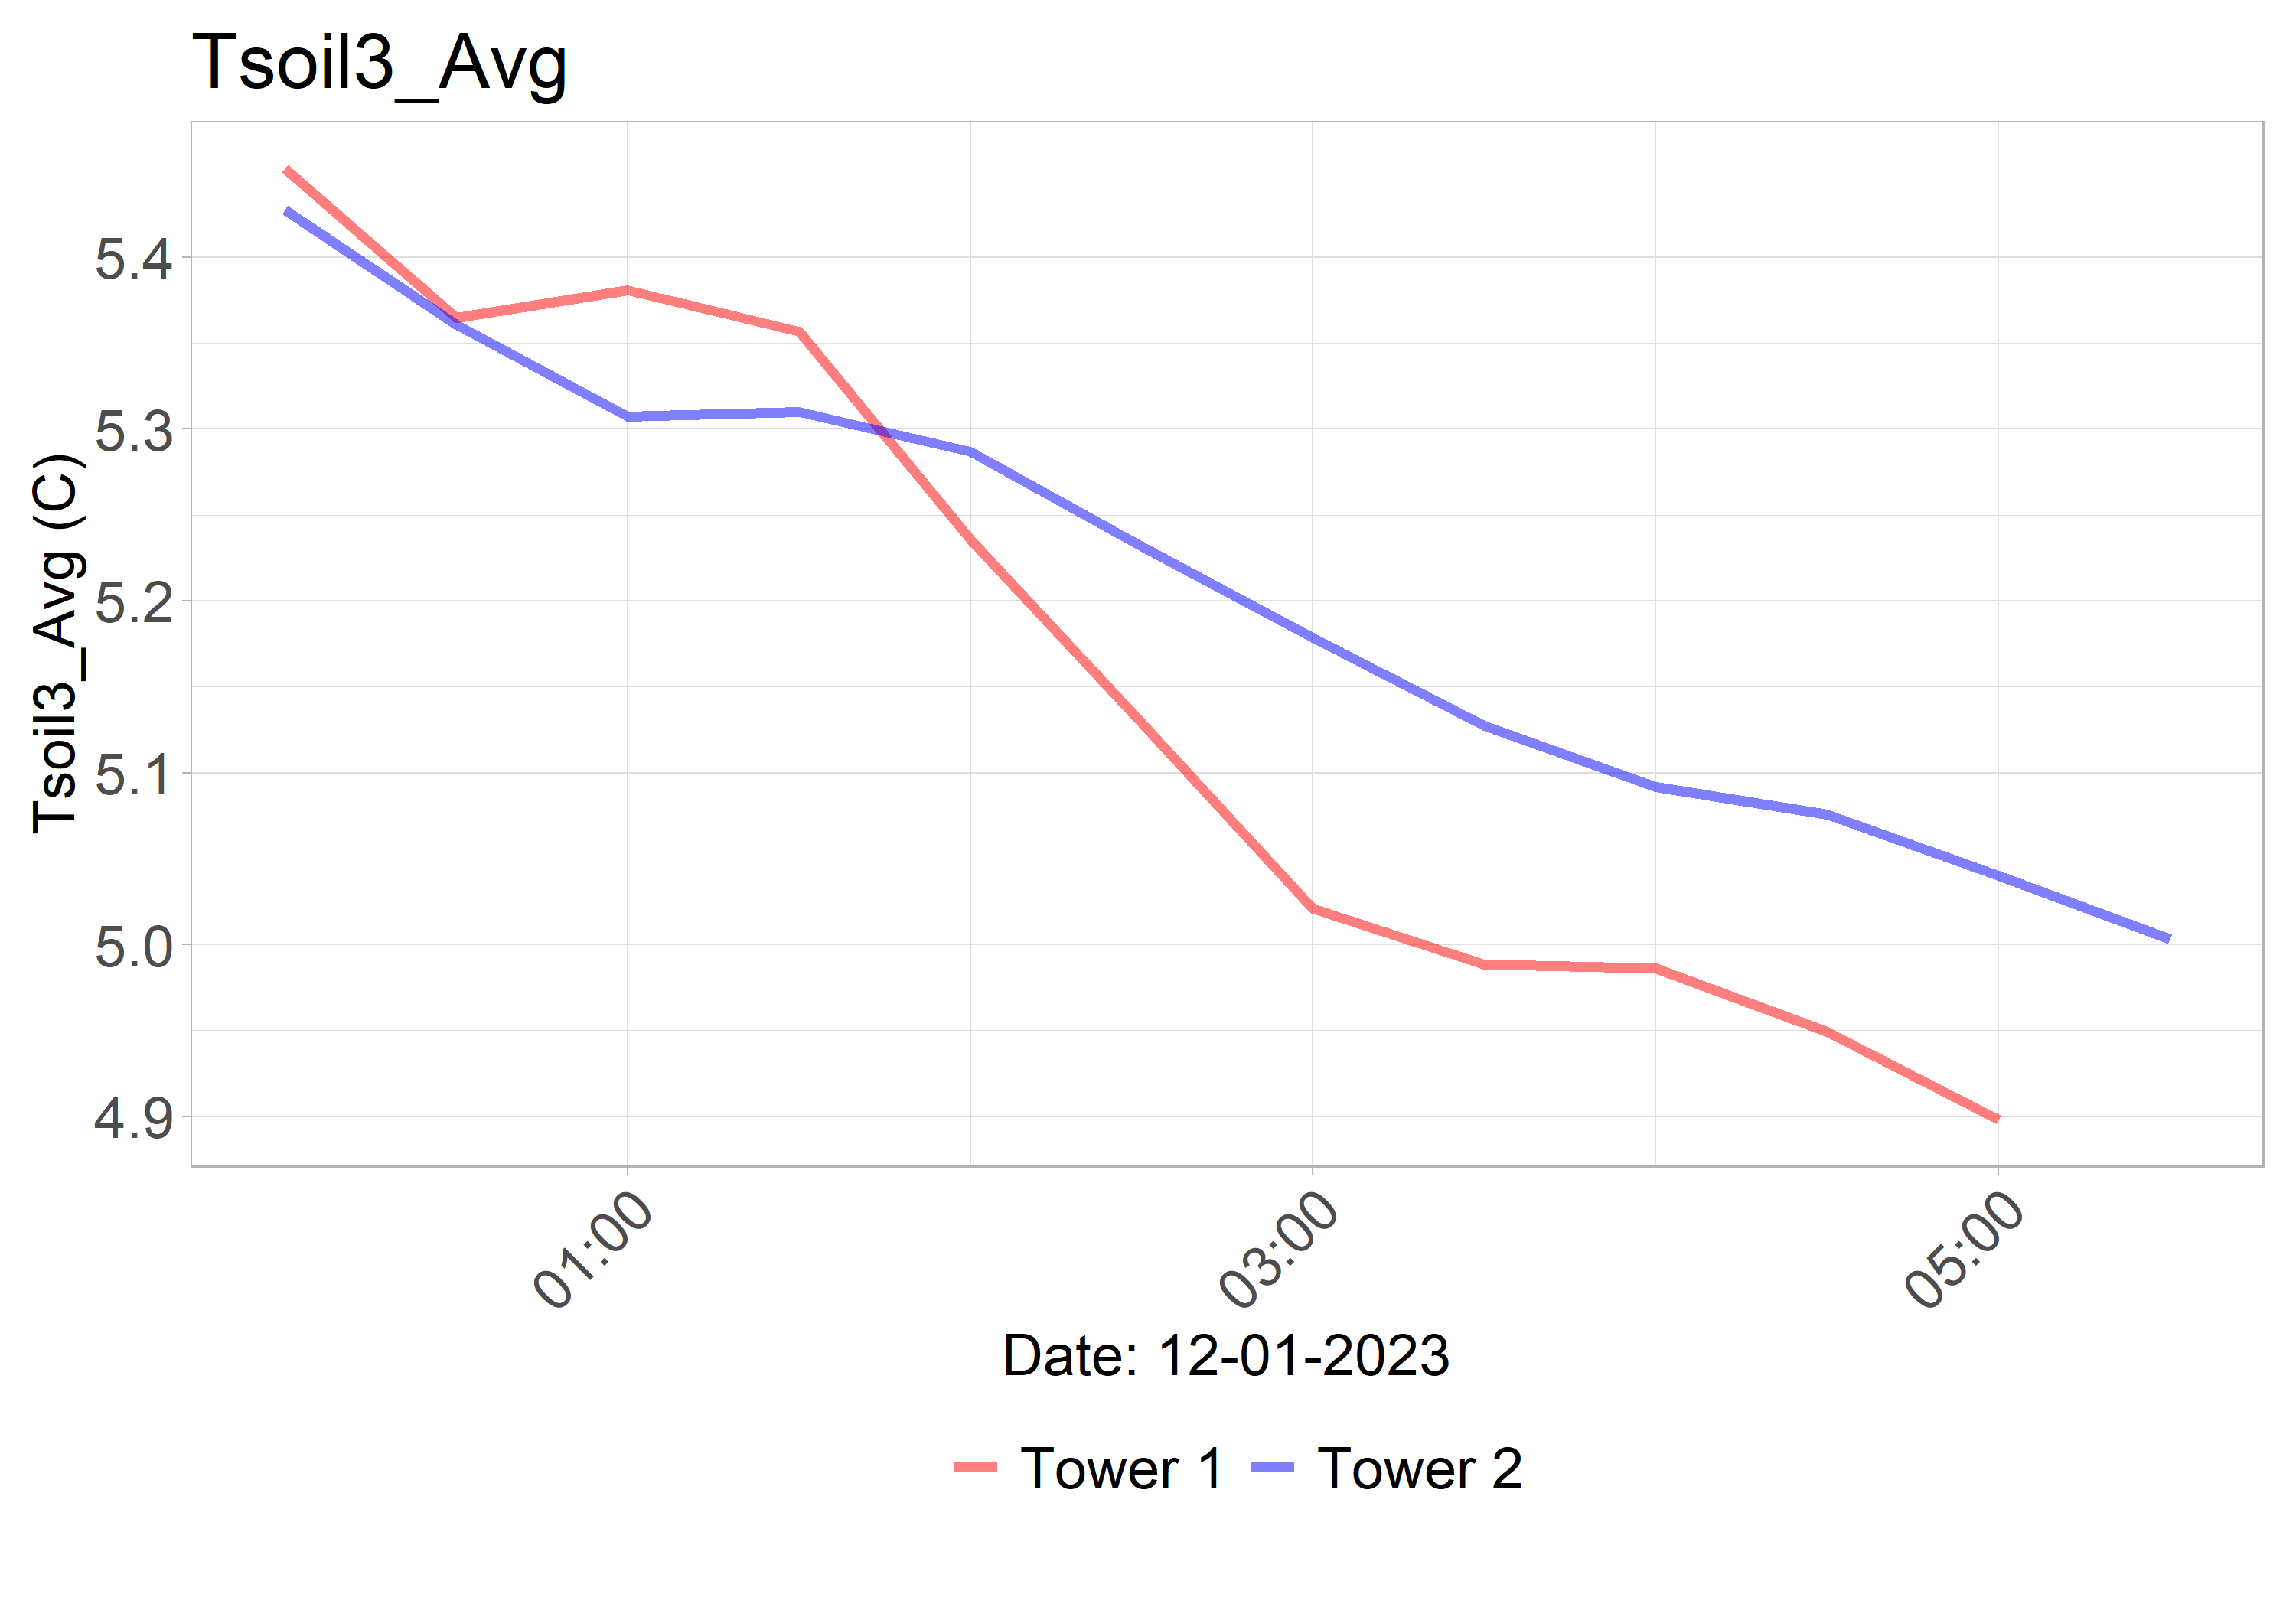 Tsoil3_Avg
Tsoil3_Avg (C)
5.4
5.3
5.2
5.1
5.0
4.9
01:00
03:00
05:00
Date: 12-01-2023
Tower 1
Tower 2